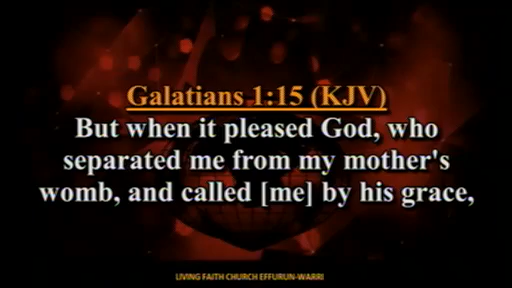 Galatians 1:15 (KJV)
But when it pleased God, who
separated me from my mother's
womb, and called [me] by his grace,
LIVING FAITH CHURCH EFFURUN-WARRI